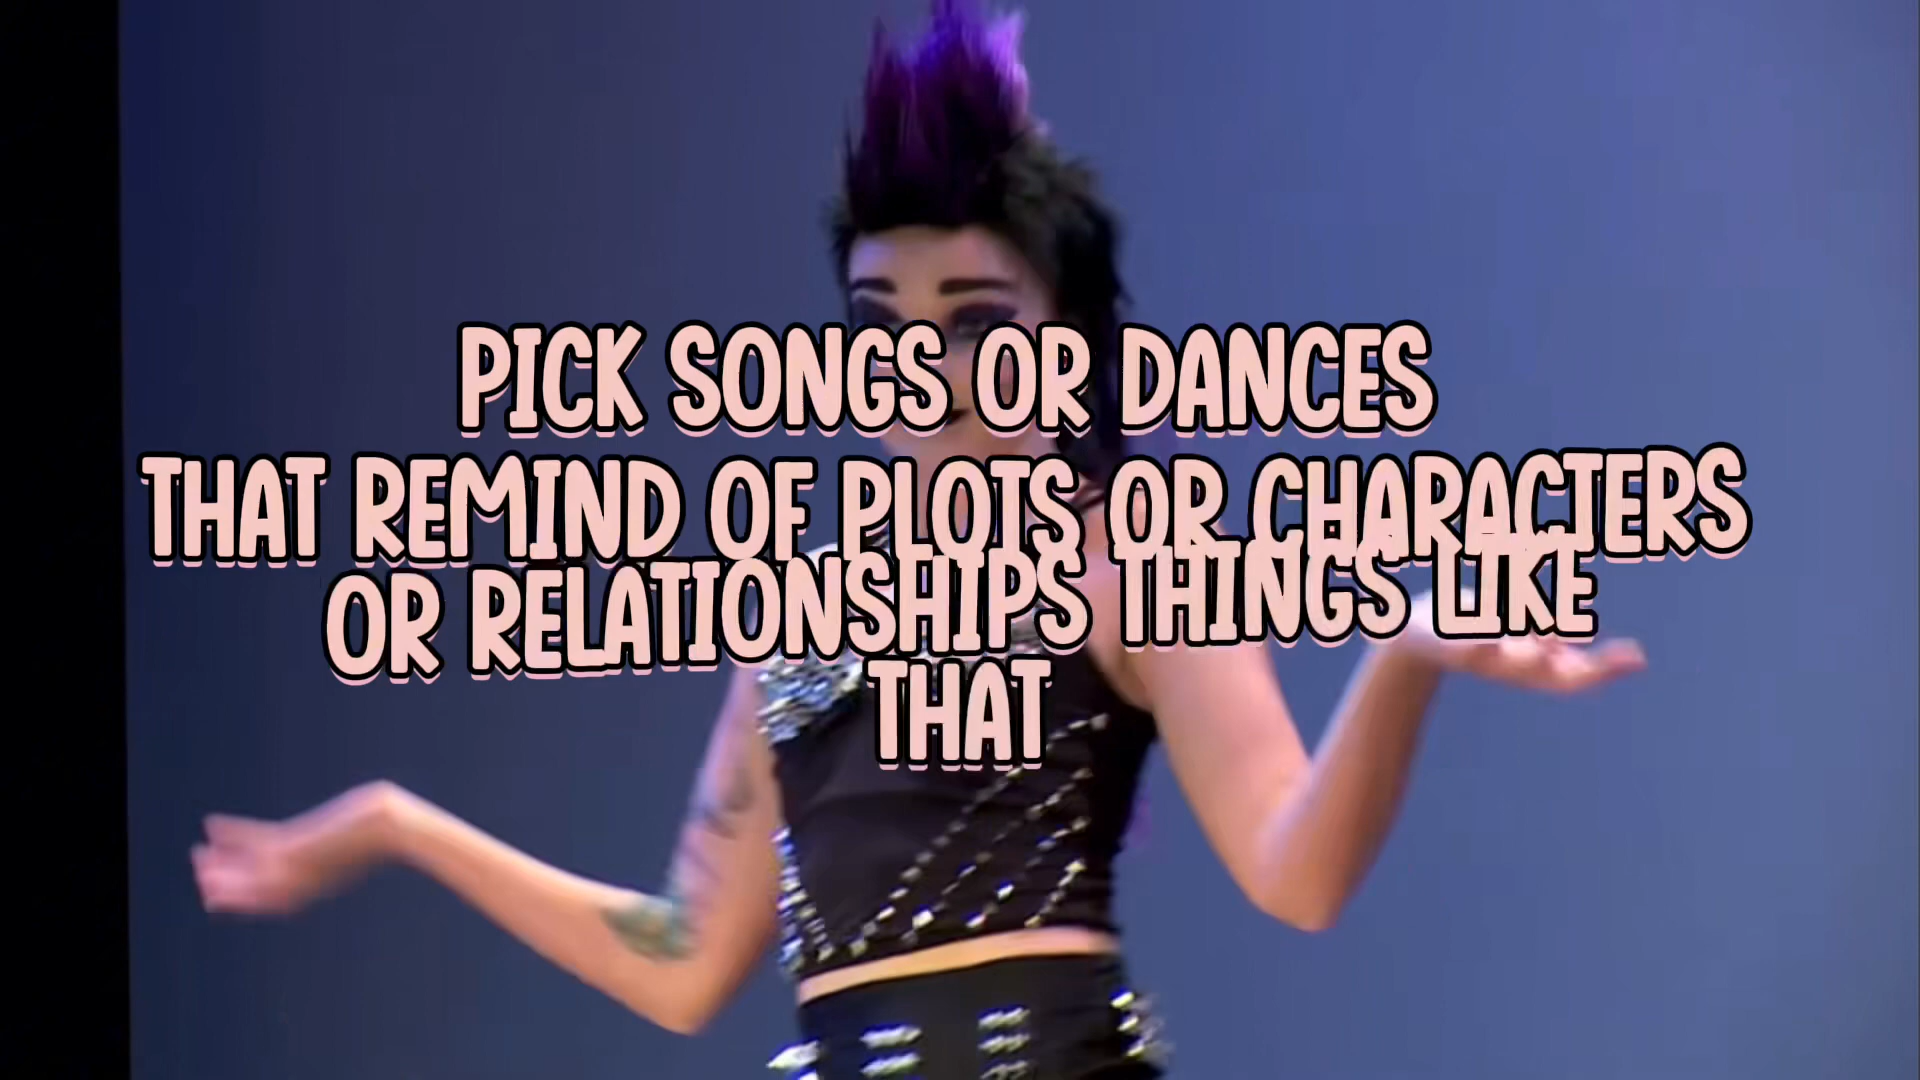 PICK SONGS OR DANCES
THAT REMIND OF PLOTS OR CHARACTERS
OR RELATIONSHIPS THINGS LIKE
THAT